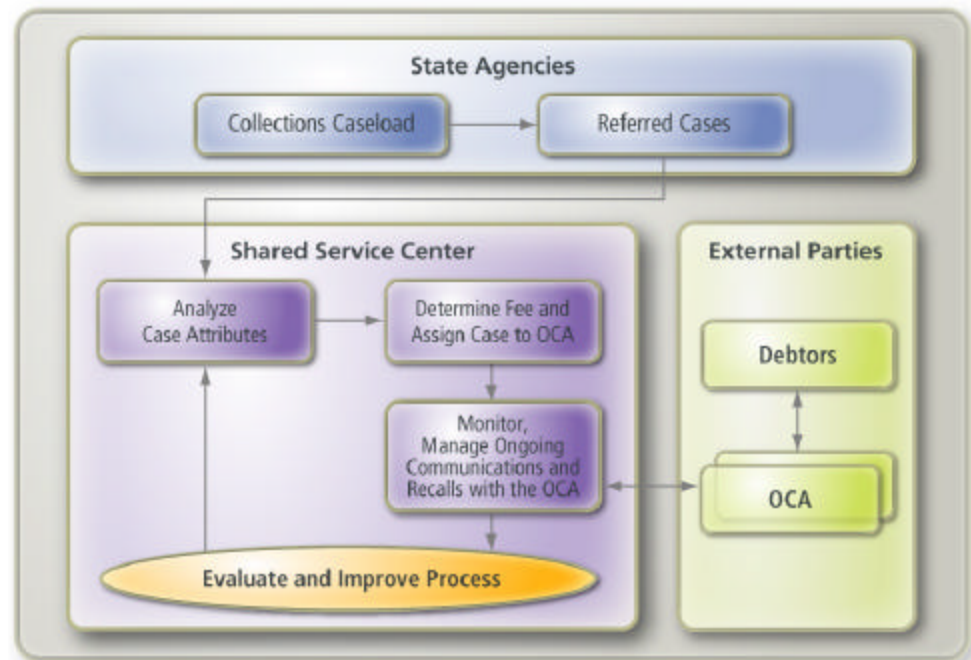 State Agencies
Collections Caseload
Referred Cases
Shared Service Center
External Parties
Analyze
Case Attributes
Determine Fee and
Assign Case to OCA
Debtors
Monitor,
Manage Ongoing
Communications and
Recalls with the OCA
OCA
Evaluate and Improve Process